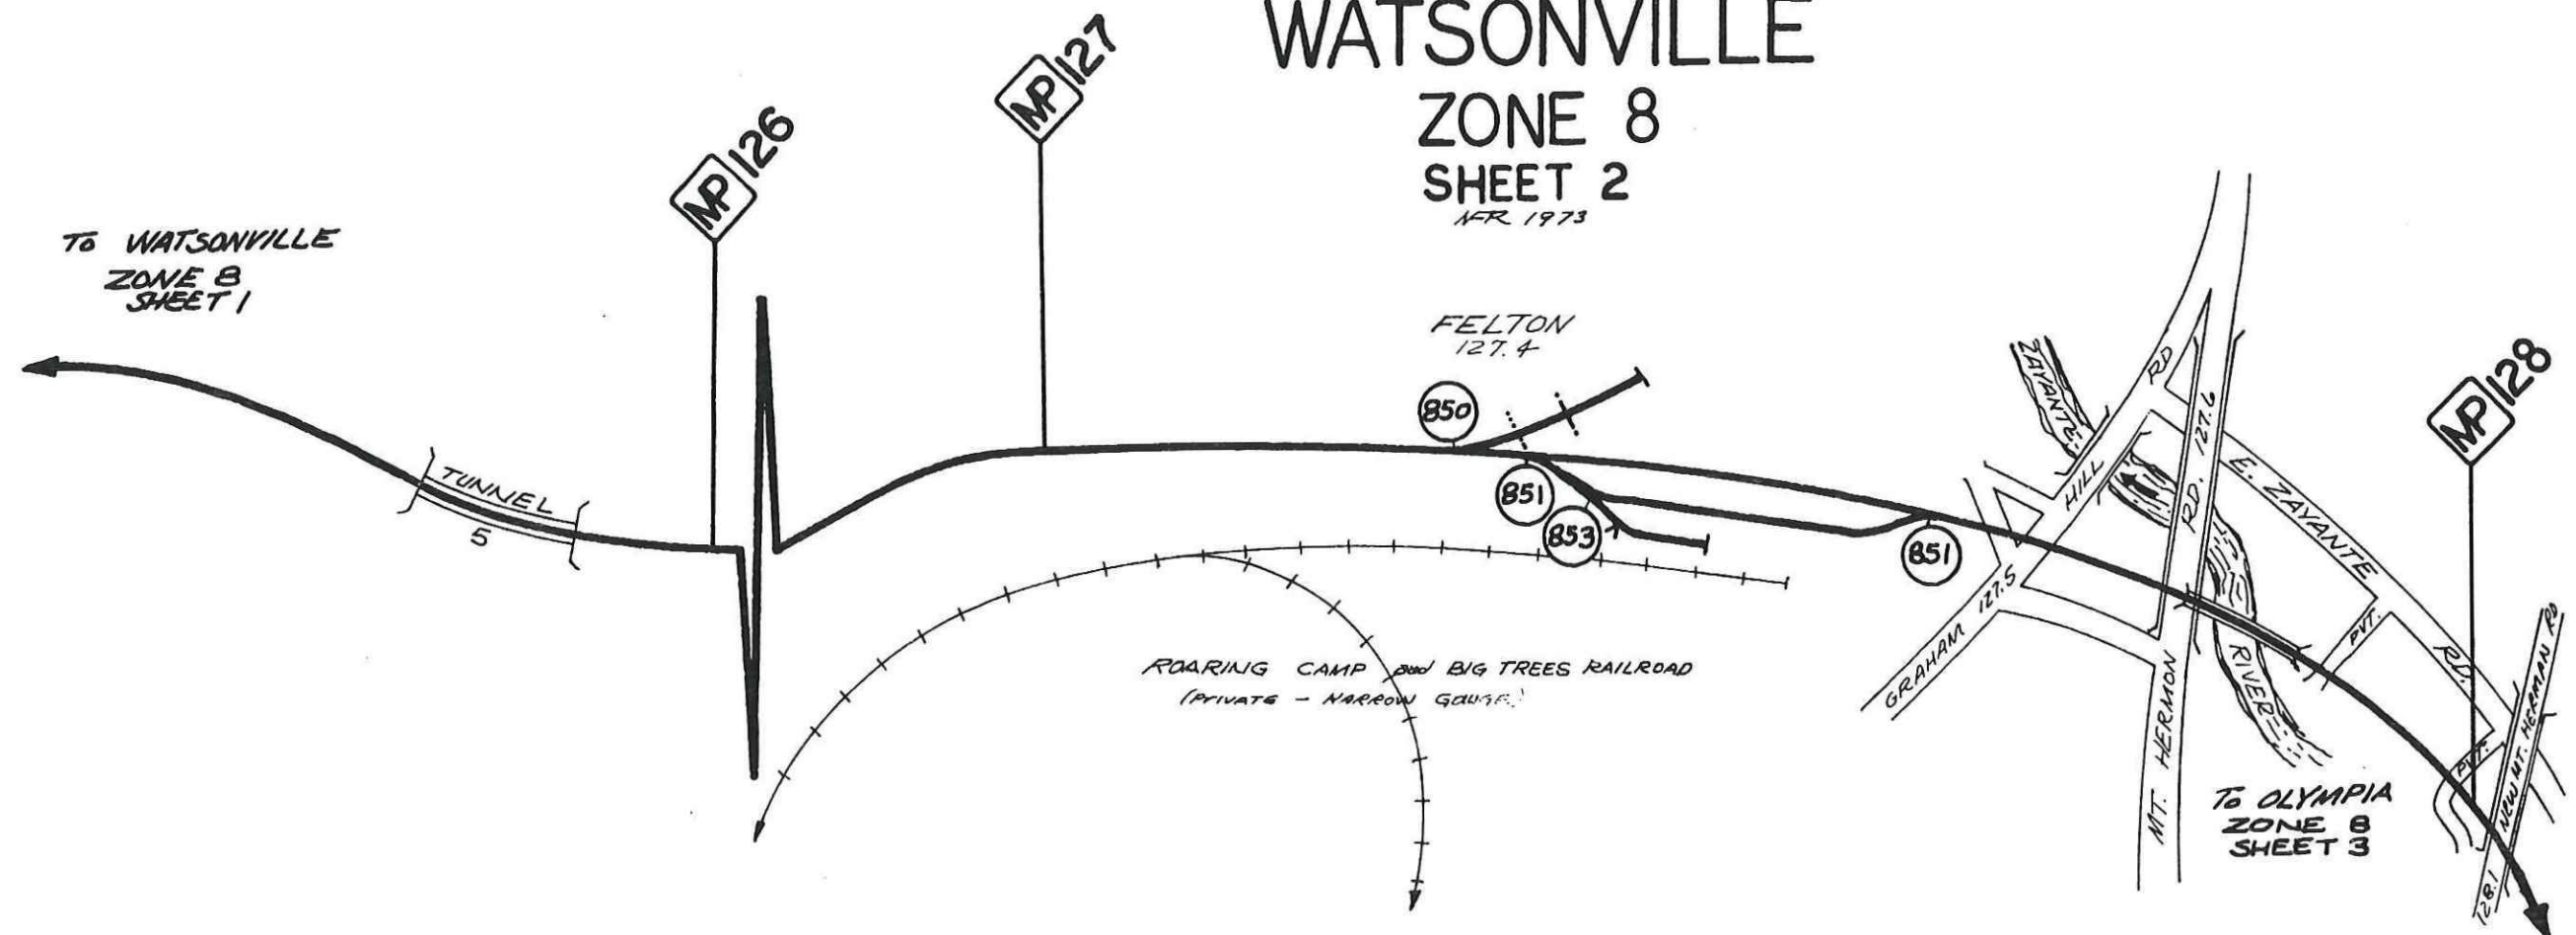 WATSONVILLE
ZONE 8
SHEET 2
NFR 1973
MP 126
MP 127
MP 128
TO WATSONVILLE
ZONE 8
SHEET 1
TUNNEL
5
FELTON
127.4
850
851
853
851
ROARING CAMP and BIG TREES RAILROAD
(PRIVATE - NARROW GAUGE)
ZAYANTE
RIVER
GRAHAM 127.5
HILL
RD
MT. HERMON
RD. 127.6
E. ZAYANTE
RD.
PVT.
PVT.
128.1 NEW MT. HERMAN RD
TO OLYMPIA
ZONE 8
SHEET 3